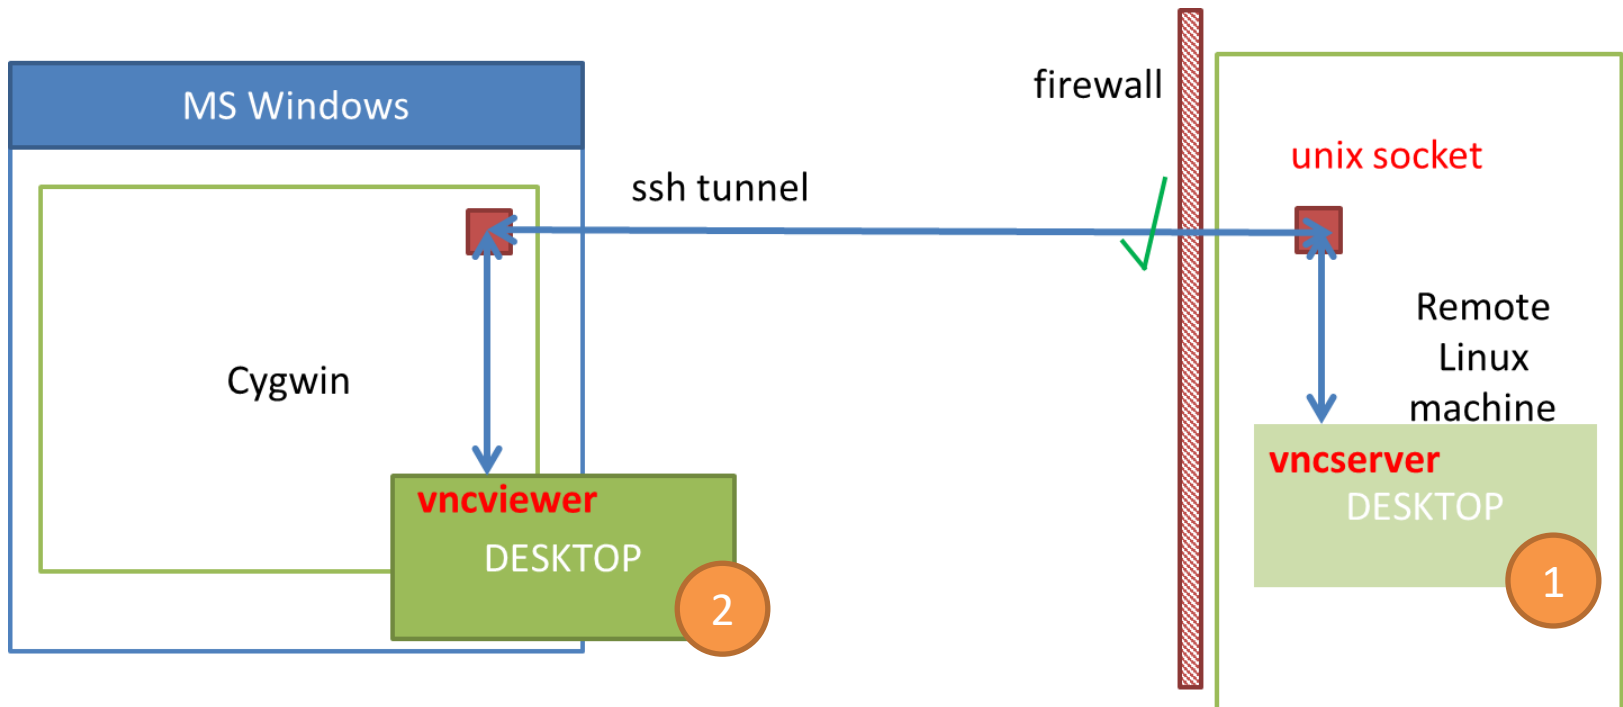 MS Windows
firewall
unix socket
ssh tunnel
Cygwin
Remote
Linux
machine
vncviewer
DESKTOP
2
vncserver
DESKTOP
1